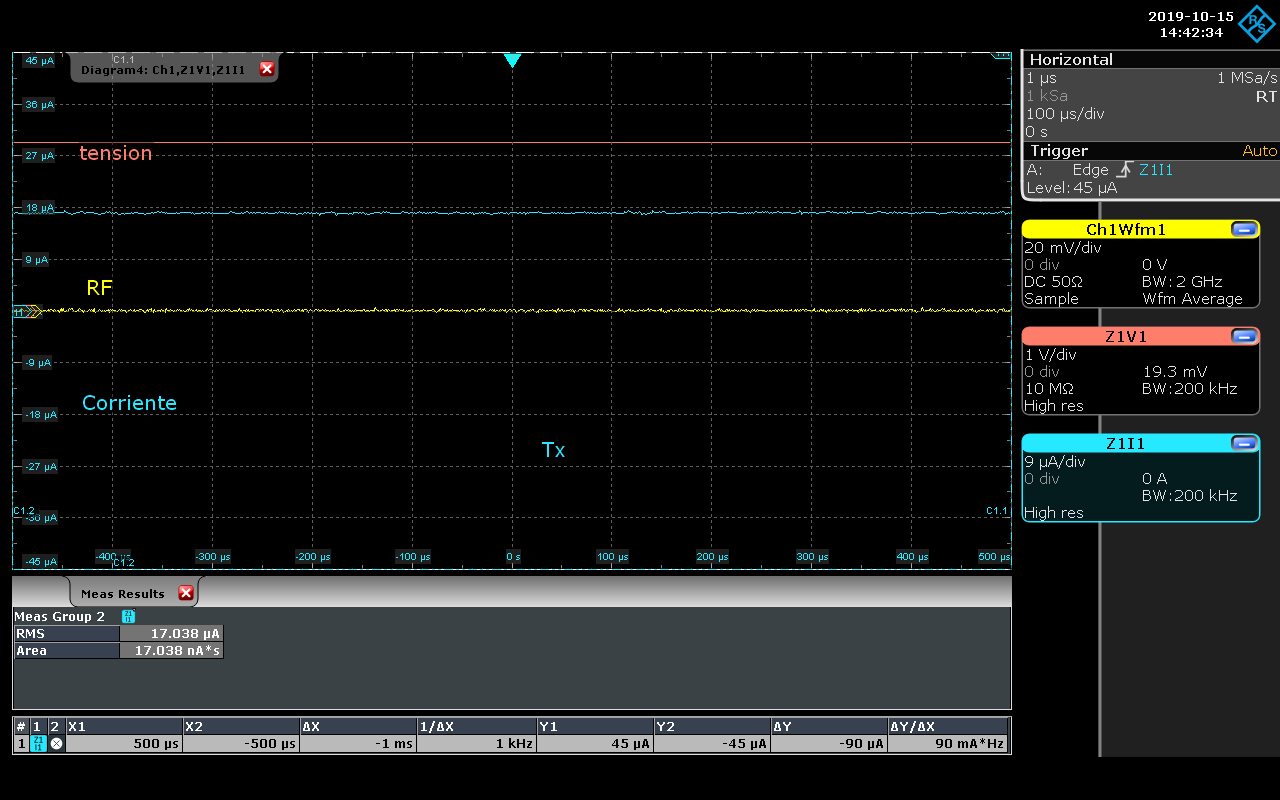 2019-10-15
14:42:34
R&S
C1.1
Diagram4: Ch1,Z1V1,Z1I1
45 µA
36 µA
tension
27 µA
18 µA
9 µA
RF
-9 µA
Corriente
-18 µA
Tx
-27 µA
C1.2
C1.1
-36 µA
-400 µs -300 µs -200 µs -100 µs 0 s 100 µs 200 µs 300 µs 400 µs 500 µs
-45 µA
C1.2
Horizontal
1 µs 1 MSa/s
1 kSa RT
100 µs/div
0 s
Trigger Auto
A: Edge Z1I1
Level: 45 µA
Ch1Wfm1
20 mV/div
0 div 0 V
DC 50Ω BW: 2 GHz
Sample Wfm Average
Z1V1
1 V/div
0 div 19.3 mV
10 MΩ BW:200 kHz
High res
Z1I1
9 µA/div
0 div 0 A
BW:200 kHz
High res
Meas Results
Meas Group 2 Z1 I1
RMS 17.038 µA
Area 17.038 nA*s
# 1 2 X1 X2 ΔX 1/ΔX Y1 Y2 ΔY ΔY/ΔX
1 Z1 I1 500 µs -500 µs -1 ms 1 kHz 45 µA -45 µA -90 µA 90 mA*Hz